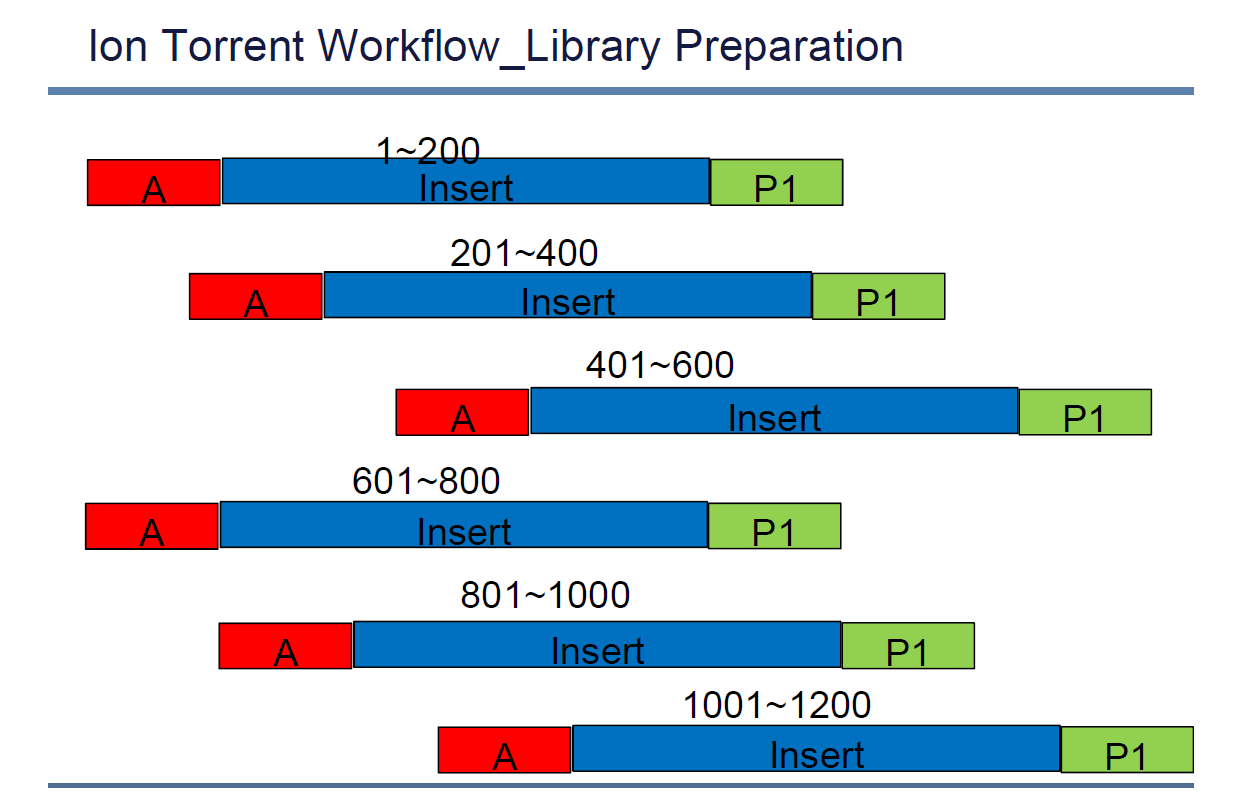 Ion Torrent Workflow_Library Preparation
1~200
A Insert P1
201~400
A Insert P1
401~600
A Insert P1
601~800
A Insert P1
801~1000
A Insert P1
1001~1200
A Insert P1